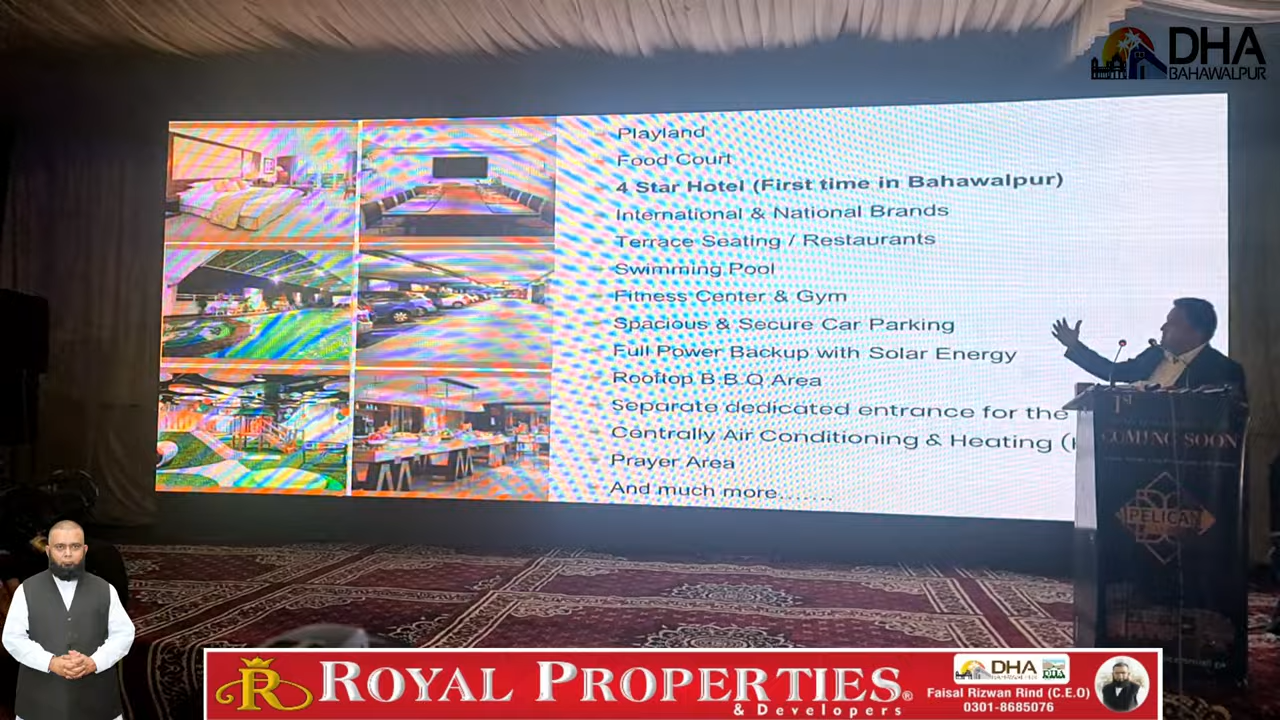 DHA
BAHAWALPUR
Playland
Food Court
4 Star Hotel (First time in Bahawalpur)
International & National Brands
Terrace Seating / Restaurants
Swimming Pool
Fitness Center & Gym
Spacious & Secure Car Parking
Full Power Backup with Solar Energy
Rooftop B.B.Q Area
Separate dedicated entrance for the
Centrally Air Conditioning & Heating (
Prayer Area
And much more........
1st
COMING SOON
PELICAN
R ROYAL PROPERTIES®
& Developers
DHA
BAHAWALPUR
DHA
Faisal Rizwan Rind (C.E.O)
0301-8685076